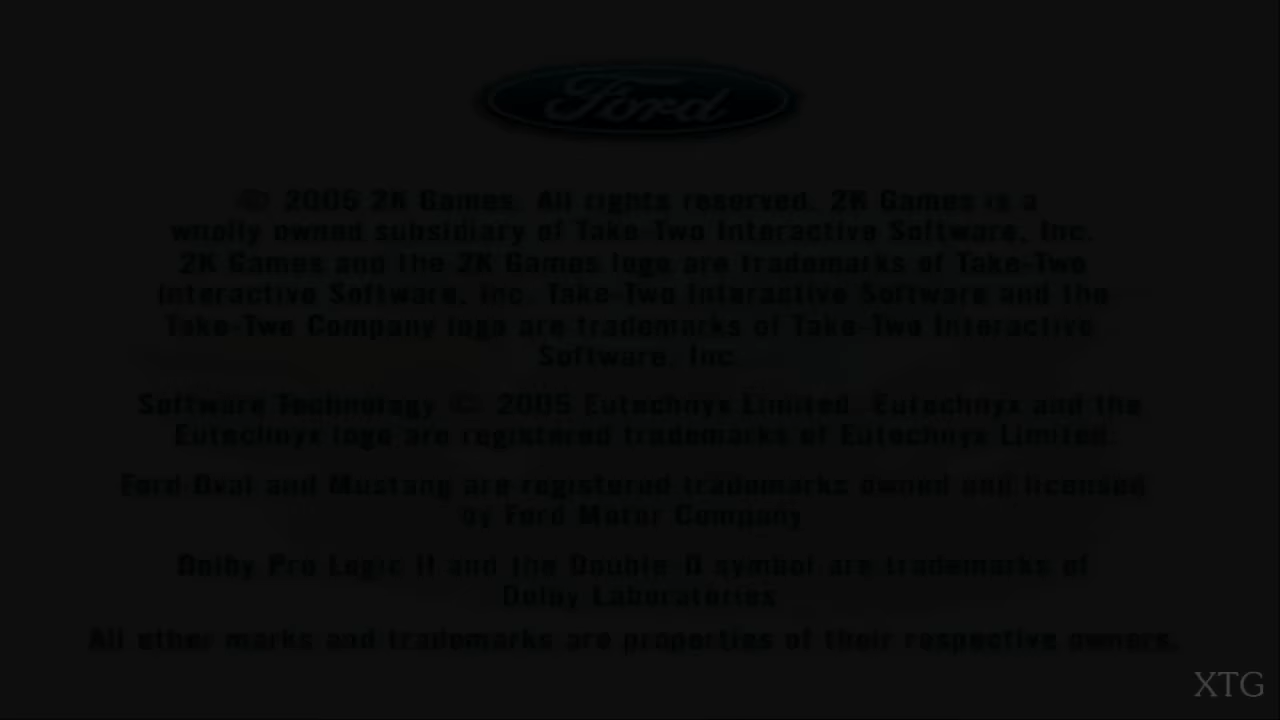 Ford
© 2005 2K Games. All rights reserved. 2K Games is a
wholly owned subsidiary of Take-Two Interactive Software, Inc.
2K Games and the 2K Games logo are trademarks of Take-Two
Interactive Software, Inc. Take-Two Interactive Software and the
Take-Two Company logo are trademarks of Take-Two Interactive
Software, Inc
Software Technology © 2005 Eutechnyx Limited. Eutechnyx and the
Eutechnyx logo are registered trademarks of Eutechnyx Limited.
Ford Oval and Mustang are registered trademarks owned and licensed
by Ford Motor Company
Dolby Pro Logic II and the Double-D symbol are trademarks of
Dolby Laboratories
All other marks and trademarks are properties of their respective owners.
XTG